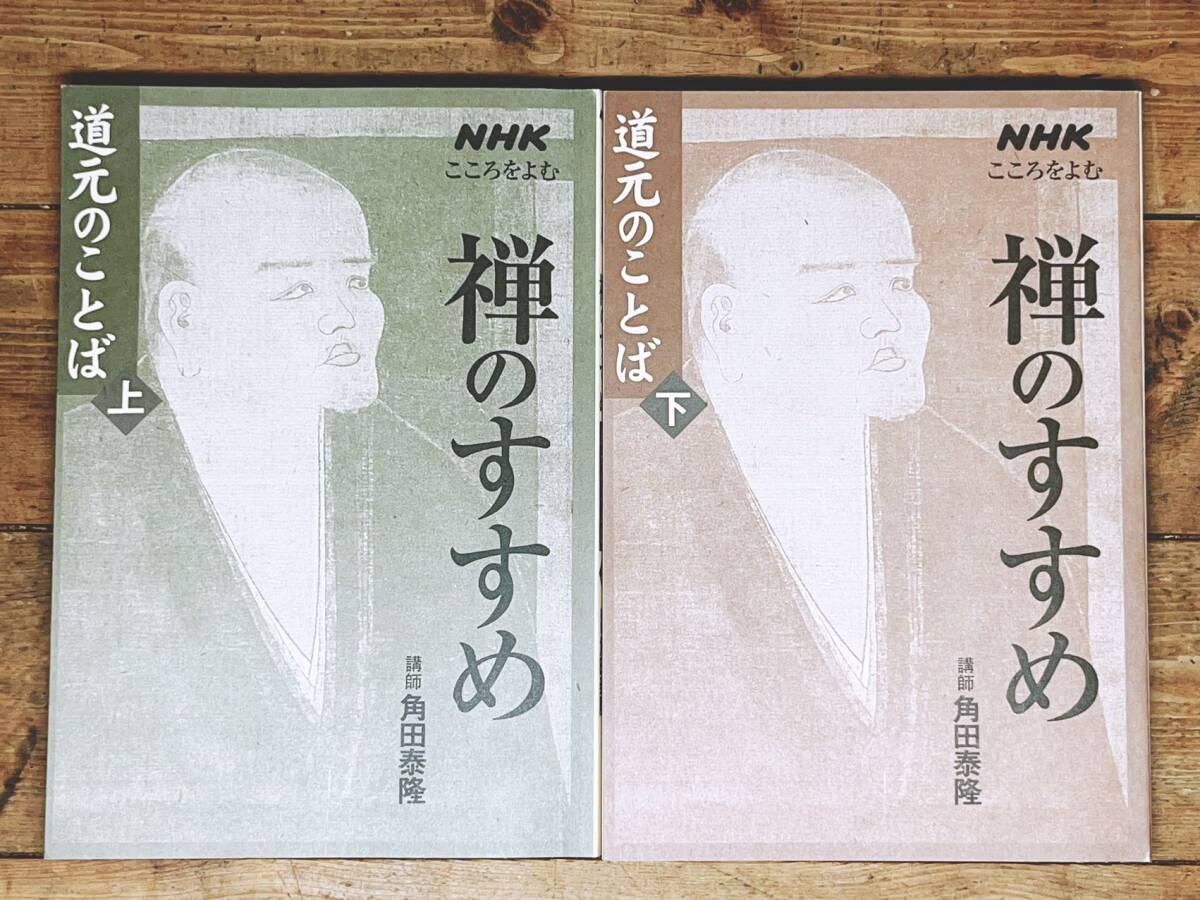 道元のことば
上
NHK
こころをよむ
禅のすすめ
講師 角田泰隆
道元のことば
下
NHK
こころをよむ
禅のすすめ
講師 角田泰隆